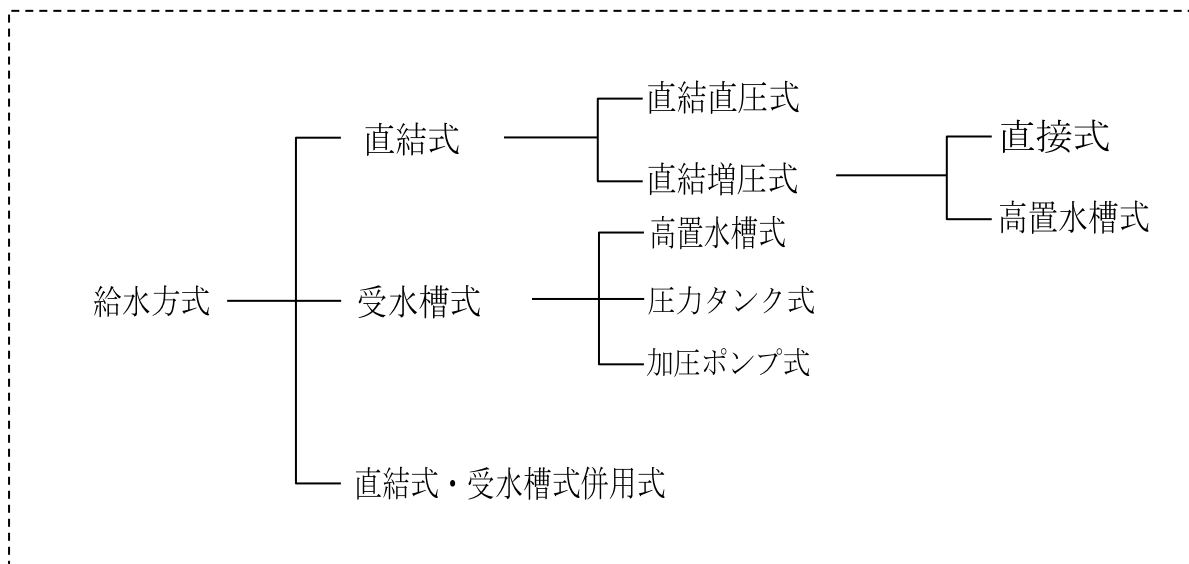 直結直圧式
直結式
直接式
直結増圧式
高置水槽式
高置水槽式
給水方式
受水槽式
圧力タンク式
加圧ポンプ式
直結式・受水槽式併用式